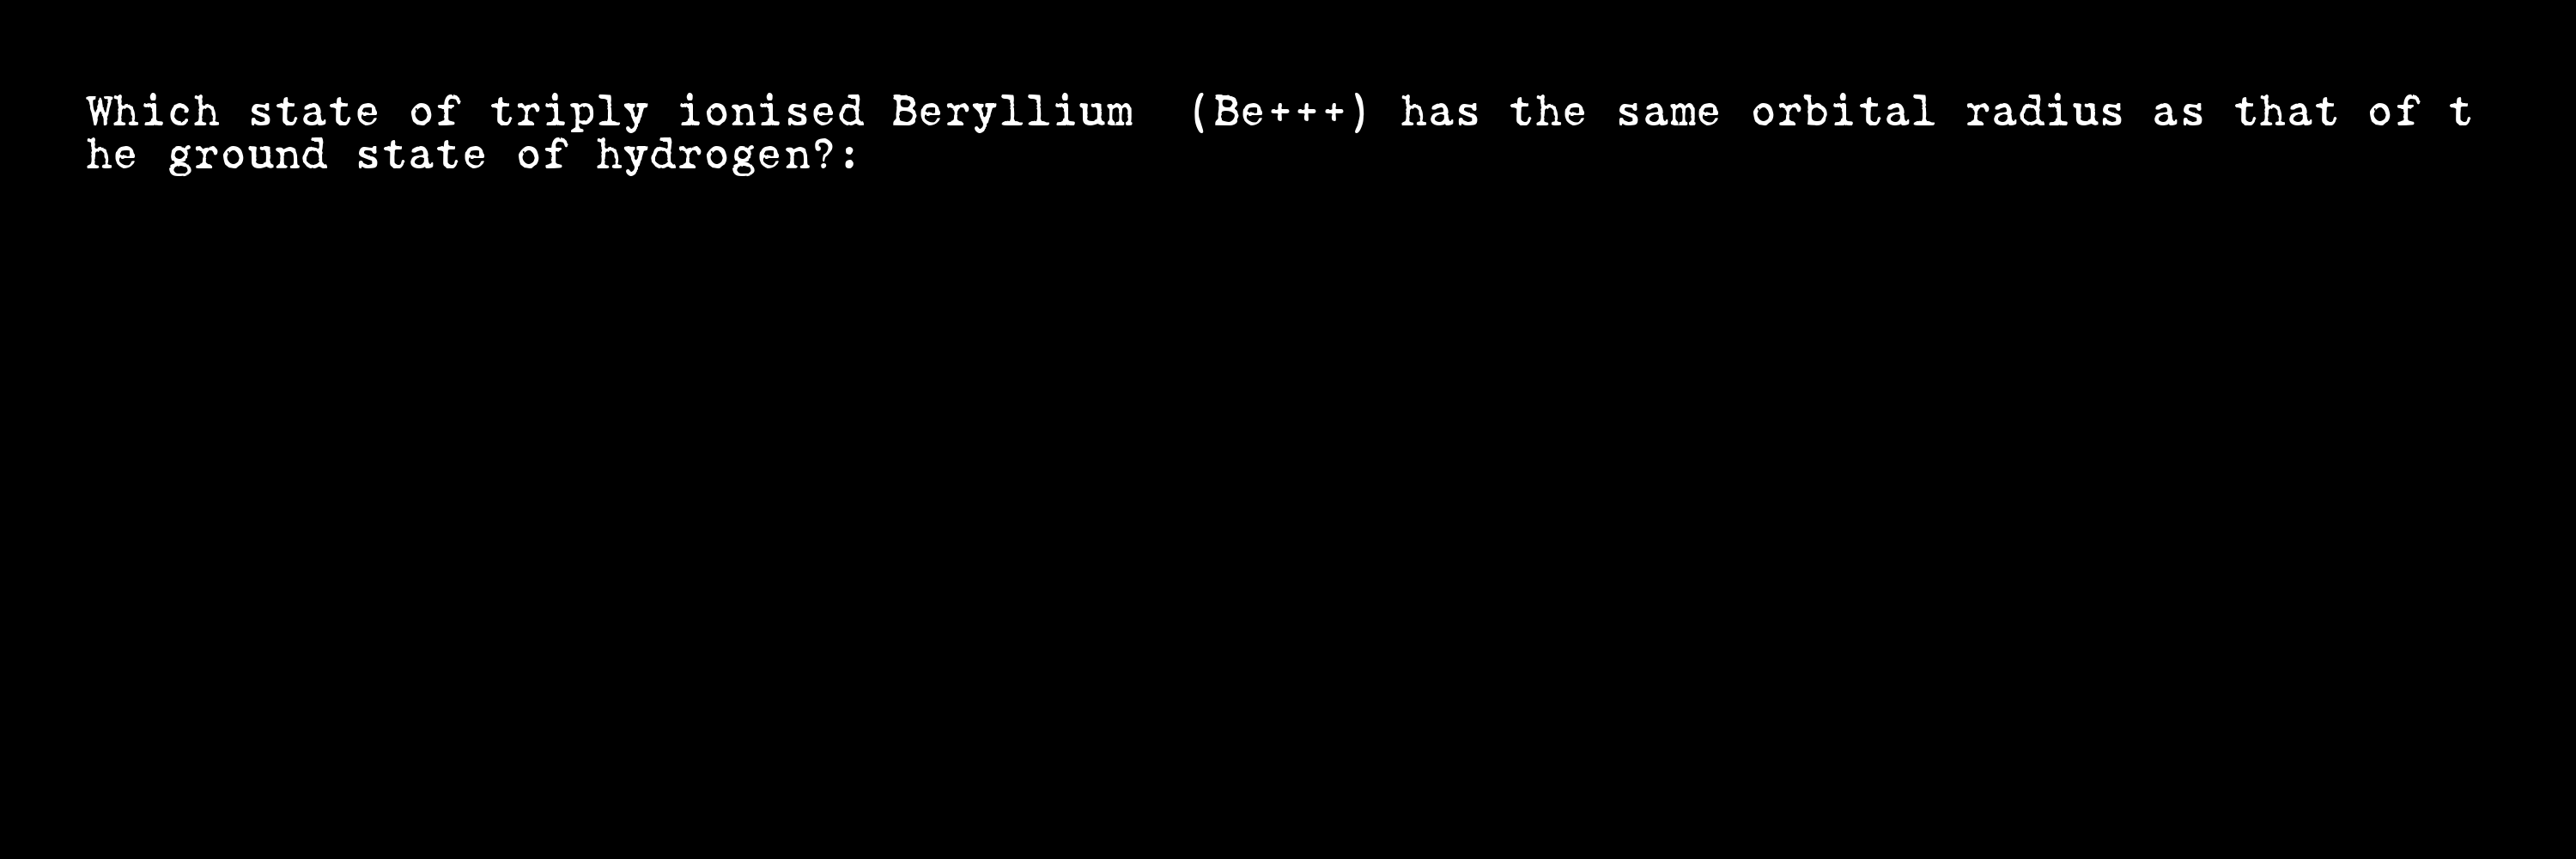 Which state of triply ionised Beryllium  (Be+++) has the same orbital radius as that of t
he ground state of hydrogen?: